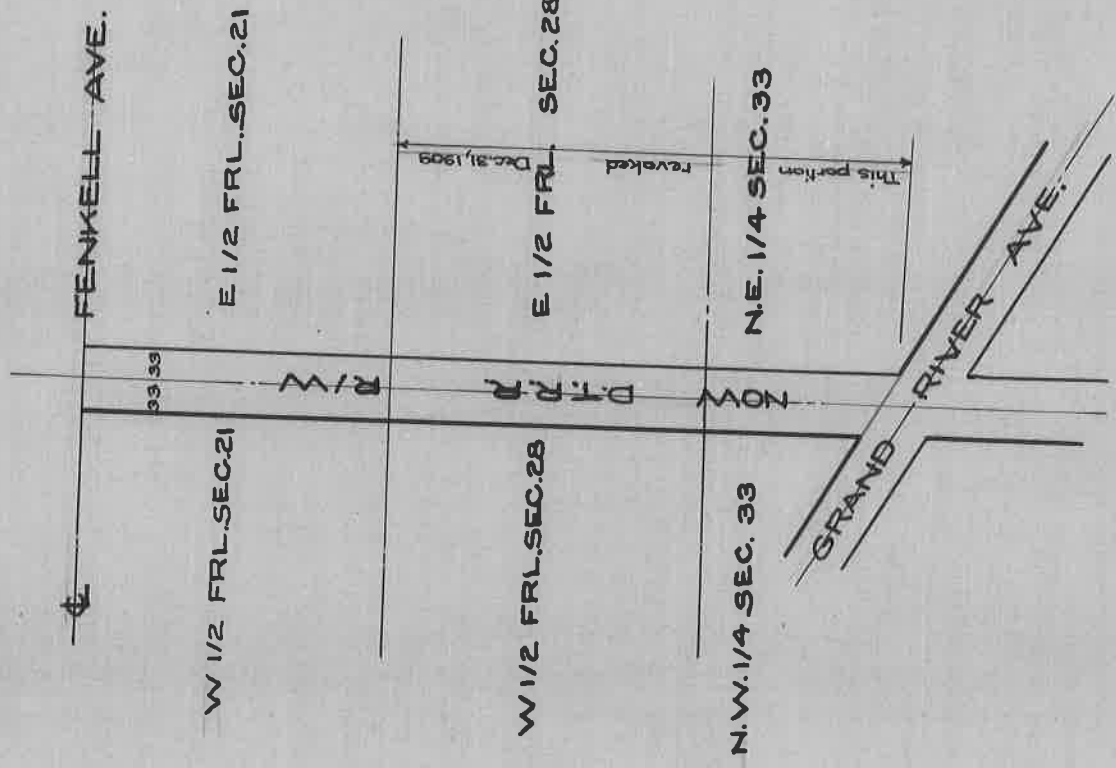 FENKELL AVE.
℄
33 33
W 1/2 FRL.SEC.21
E 1/2 FRL.SEC.21
NOW D.T.R.R. R/W
This portion revoked Dec.31,1909
W 1/2 FRL.SEC.28
E 1/2 FRL. SEC.28
N.W.1/4 SEC. 33
N.E.1/4 SEC.33
GRAND RIVER AVE.